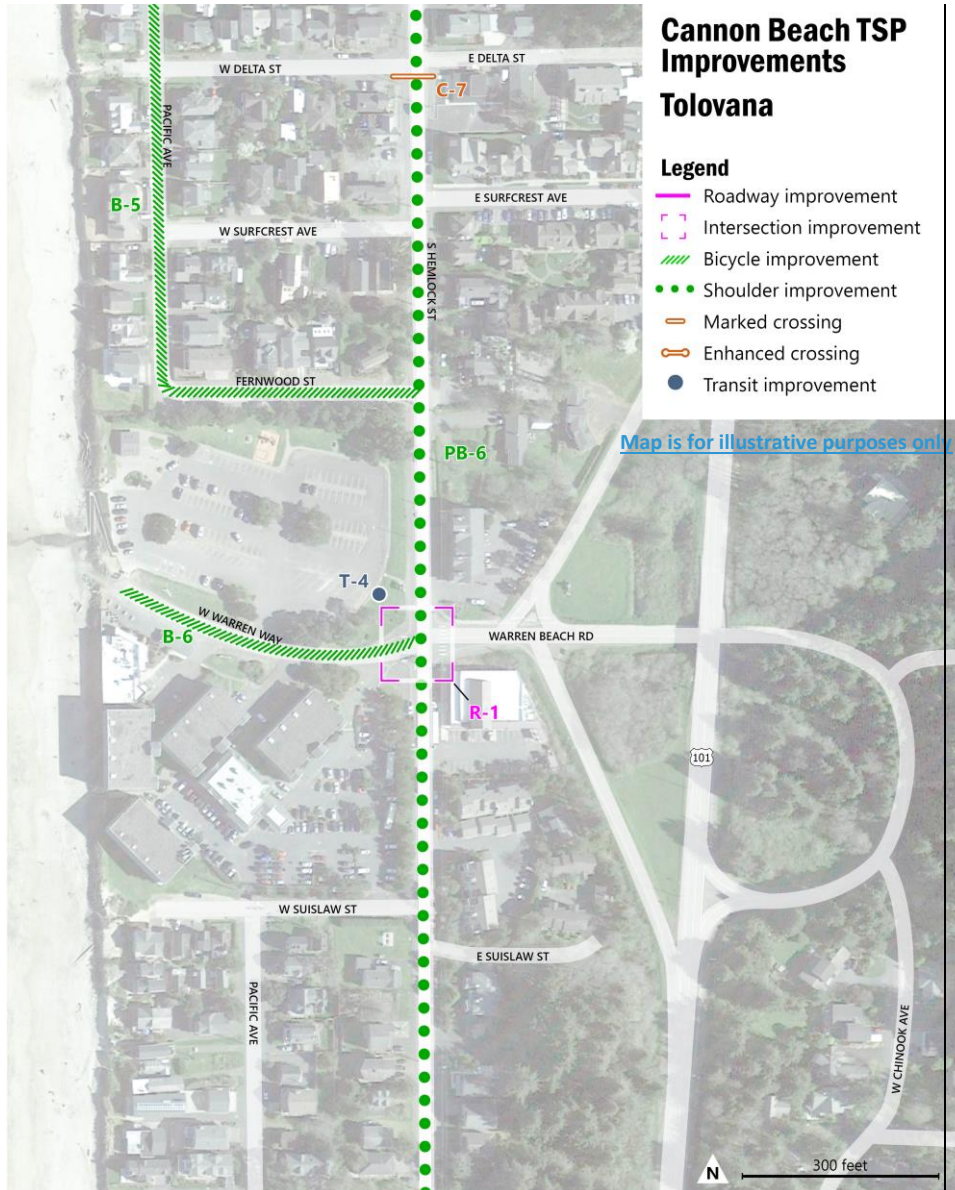 Cannon Beach TSP
Improvements
Tolovana
Legend
Roadway improvement
Intersection improvement
Bicycle improvement
Shoulder improvement
Marked crossing
Enhanced crossing
Transit improvement
Map is for illustrative purposes only
W DELTA ST
E DELTA ST
C-7
PACIFIC AVE
B-5
E SURFCREST AVE
W SURFCREST AVE
S HEMLOCK ST
FERNWOOD ST
PB-6
T-4
W WARREN WAY
B-6
WARREN BEACH RD
R-1
101
W SUISLAW ST
E SUISLAW ST
PACIFIC AVE
W CHINOOK AVE
N
300 feet